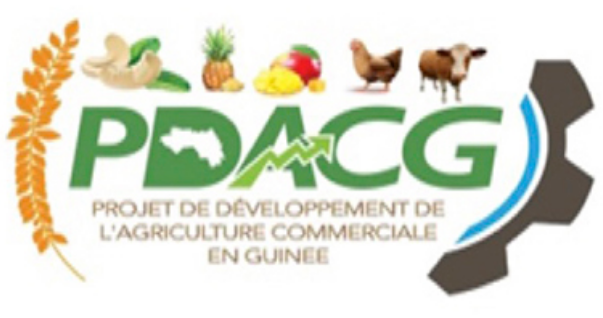 PDACG
PROJET DE DÉVELOPPEMENT DE
L'AGRICULTURE COMMERCIALE
EN GUINEE